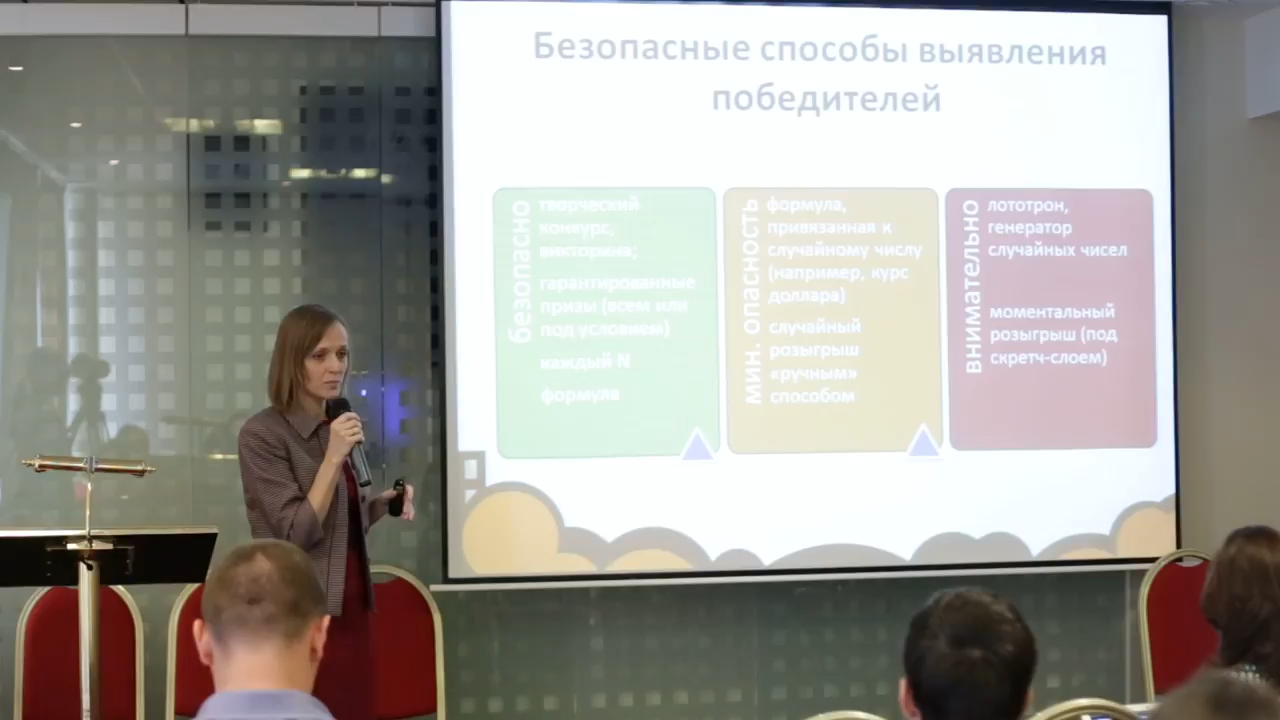 Безопасные способы выявления
победителей
безопасно
творческий
конкурс,
викторина;
гарантированные
призы (всем или
под условием)
каждый N
формула
мин. опасность
формула,
привязанная к
случайному числу
(например, курс
доллара)
случайный
розыгрыш
«ручным»
способом
внимательно
лототрон,
генератор
случайных чисел
моментальный
розыгрыш (под
скретч-слоем)